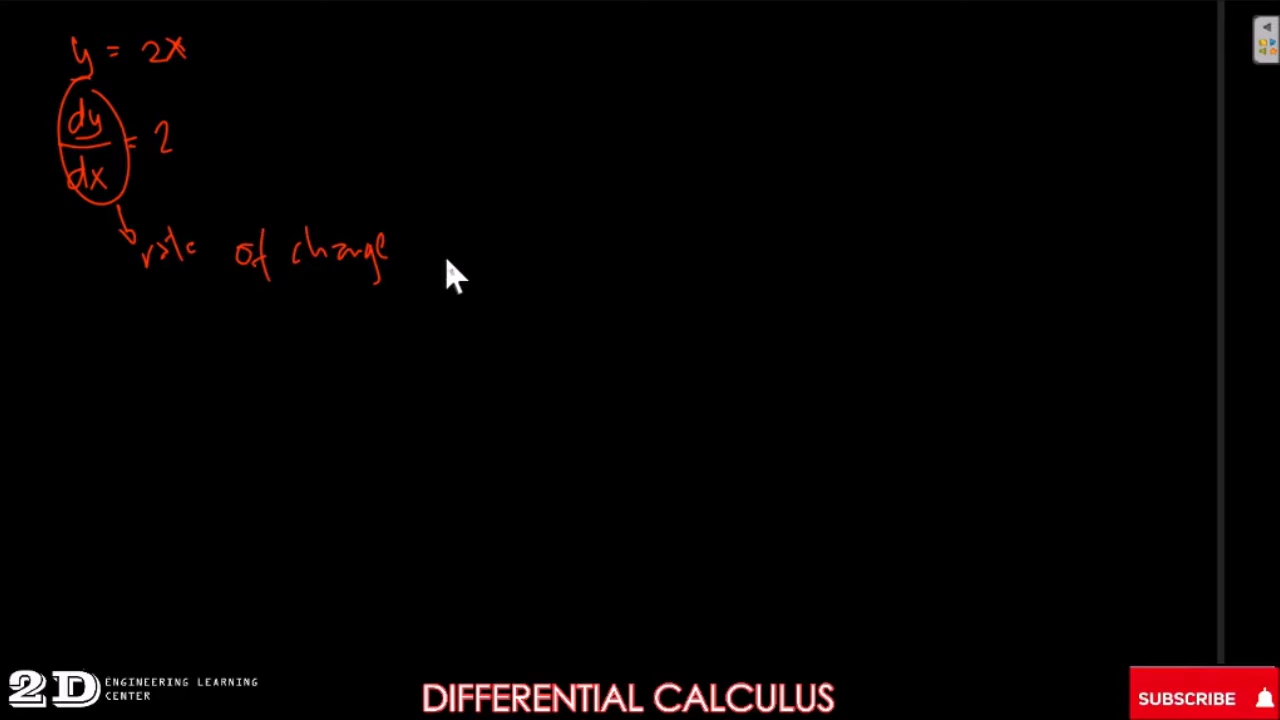 y = 2x
dy/dx = 2
rate of change
2D ENGINEERING LEARNING CENTER
DIFFERENTIAL CALCULUS
SUBSCRIBE